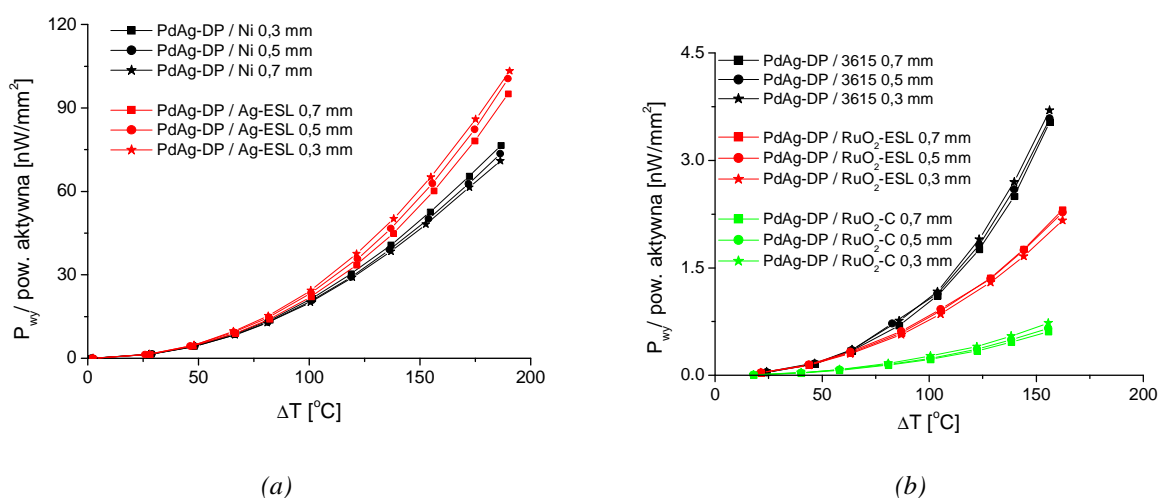 120
90
60
30
0
P_wy/ pow. aktywna [nW/mm²]
PdAg-DP / Ni 0,3 mm
PdAg-DP / Ni 0,5 mm
PdAg-DP / Ni 0,7 mm
PdAg-DP / Ag-ESL 0,7 mm
PdAg-DP / Ag-ESL 0,5 mm
PdAg-DP / Ag-ESL 0,3 mm
0 50 100 150 200
ΔT [°C]
(a)
4.5
3.0
1.5
0.0
P_wy/ pow. aktywna [nW/mm²]
PdAg-DP / 3615 0,7 mm
PdAg-DP / 3615 0,5 mm
PdAg-DP / 3615 0,3 mm
PdAg-DP / RuO₂-ESL 0,7 mm
PdAg-DP / RuO₂-ESL 0,5 mm
PdAg-DP / RuO₂-ESL 0,3 mm
PdAg-DP / RuO₂-C 0,7 mm
PdAg-DP / RuO₂-C 0,5 mm
PdAg-DP / RuO₂-C 0,3 mm
0 50 100 150 200
ΔT [°C]
(b)